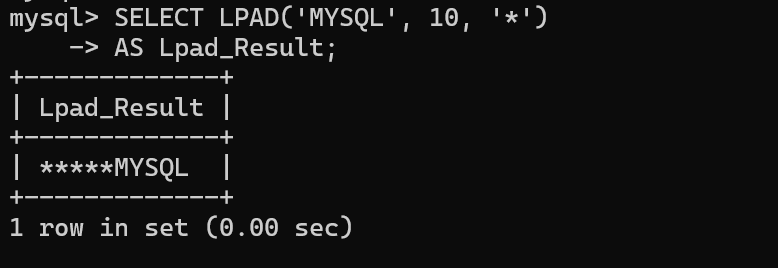 mysql> SELECT LPAD('MYSQL', 10, '*')
    -> AS Lpad_Result;
+-------------+
| Lpad_Result |
+-------------+
| *****MYSQL  |
+-------------+
1 row in set (0.00 sec)